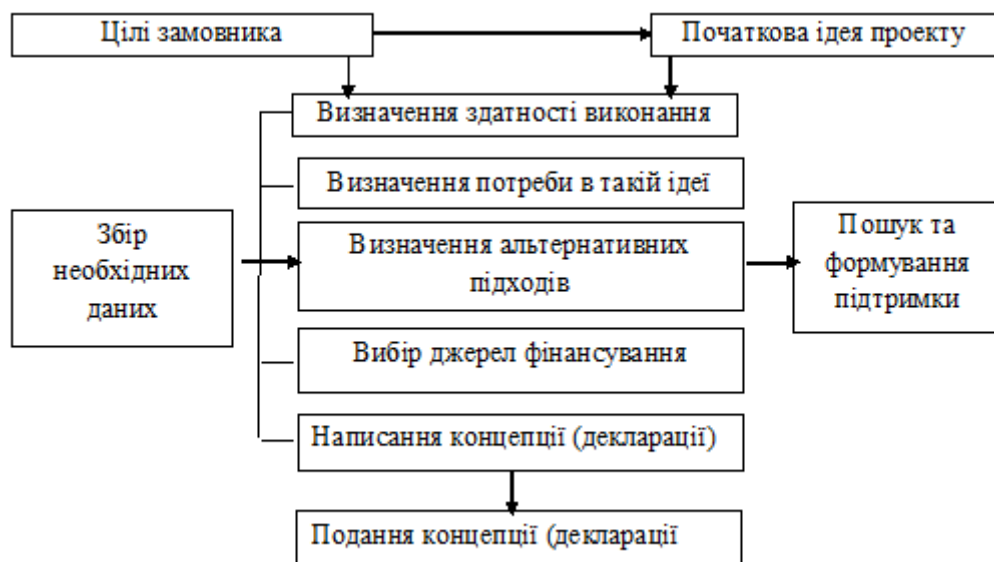 Цілі замовника
Початкова ідея проекту
Визначення здатності виконання
Визначення потреби в такій ідеї
Збір
необхідних
даних
Визначення альтернативних
підходів
Пошук та
формування
підтримки
Вибір джерел фінансування
Написання концепції (декларації)
Подання концепції (декларації